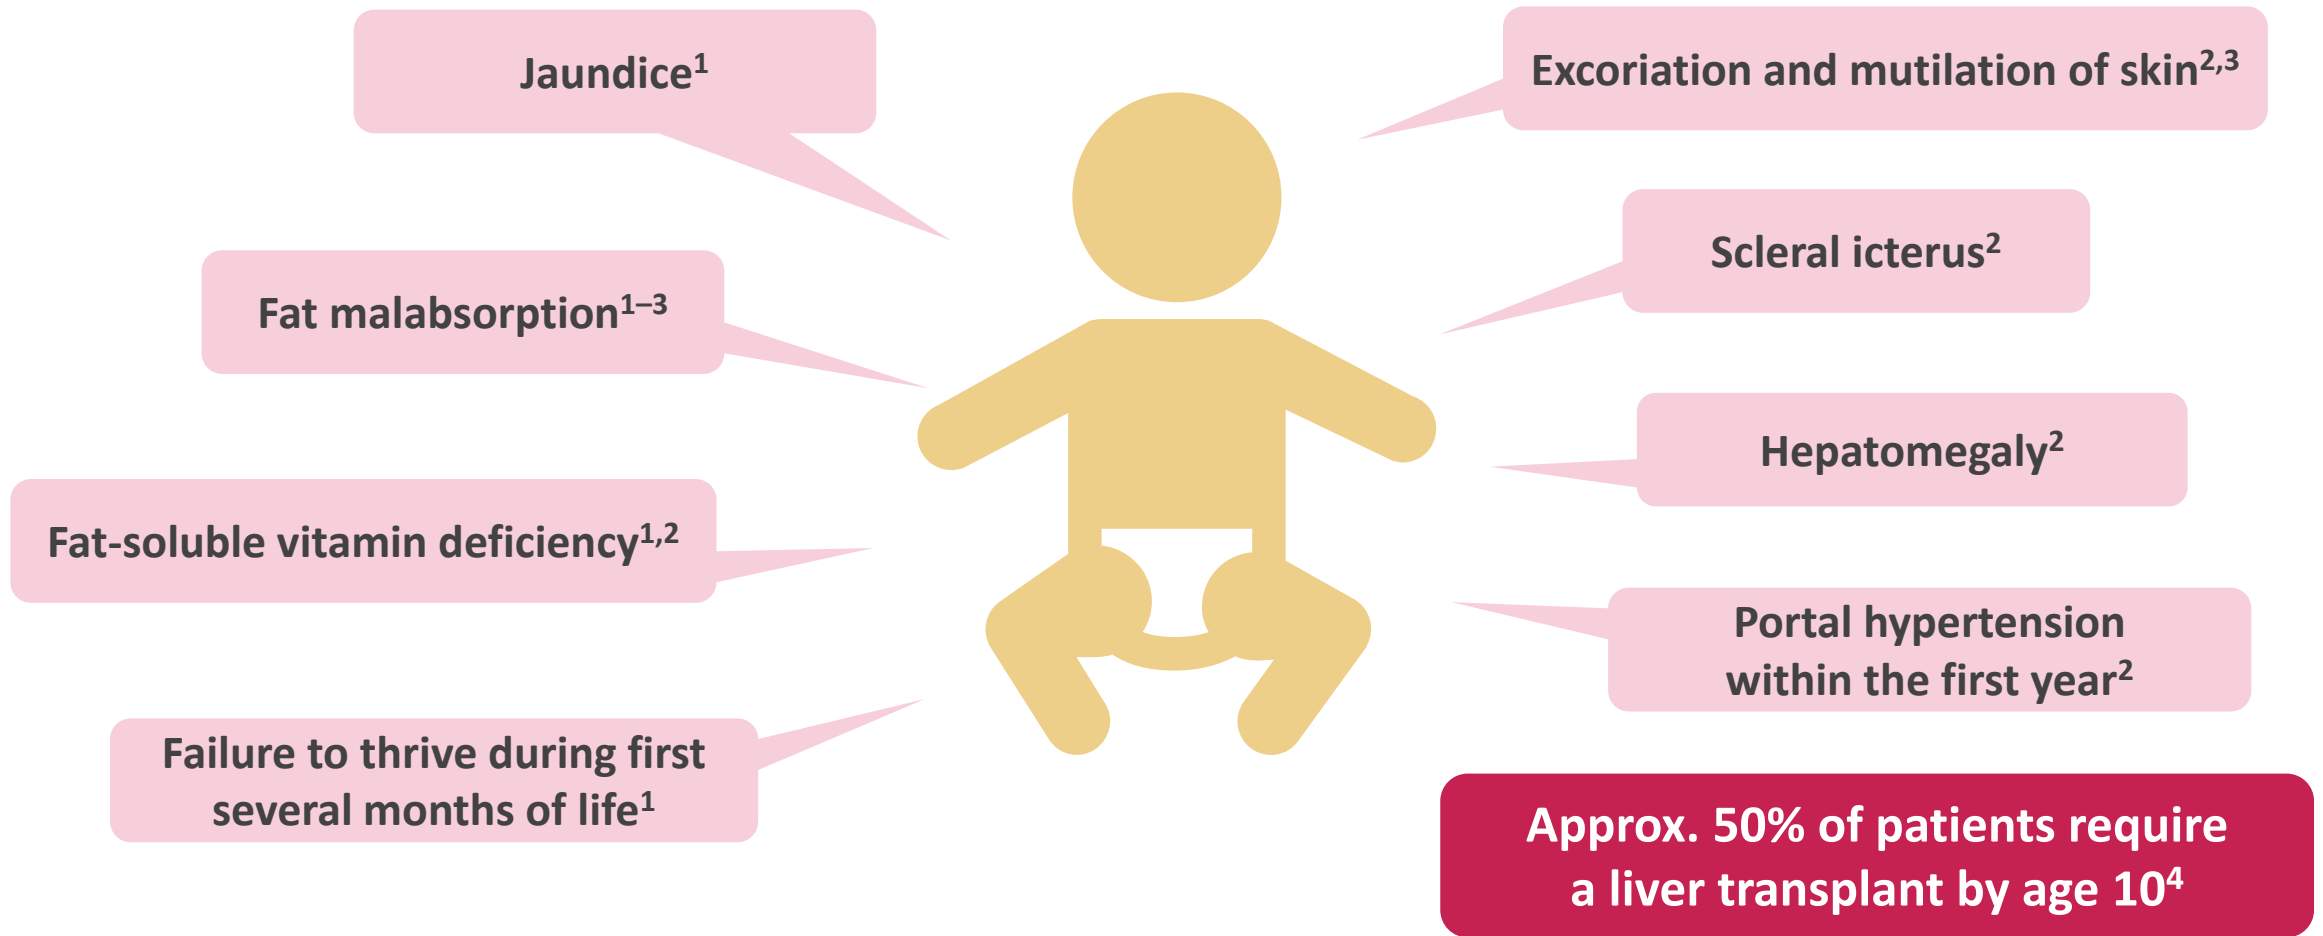 Jaundice¹
Fat malabsorption¹⁻³
Fat-soluble vitamin deficiency¹,²
Failure to thrive during first
several months of life¹
Excoriation and mutilation of skin²,³
Scleral icterus²
Hepatomegaly²
Portal hypertension
within the first year²
Approx. 50% of patients require
a liver transplant by age 10⁴